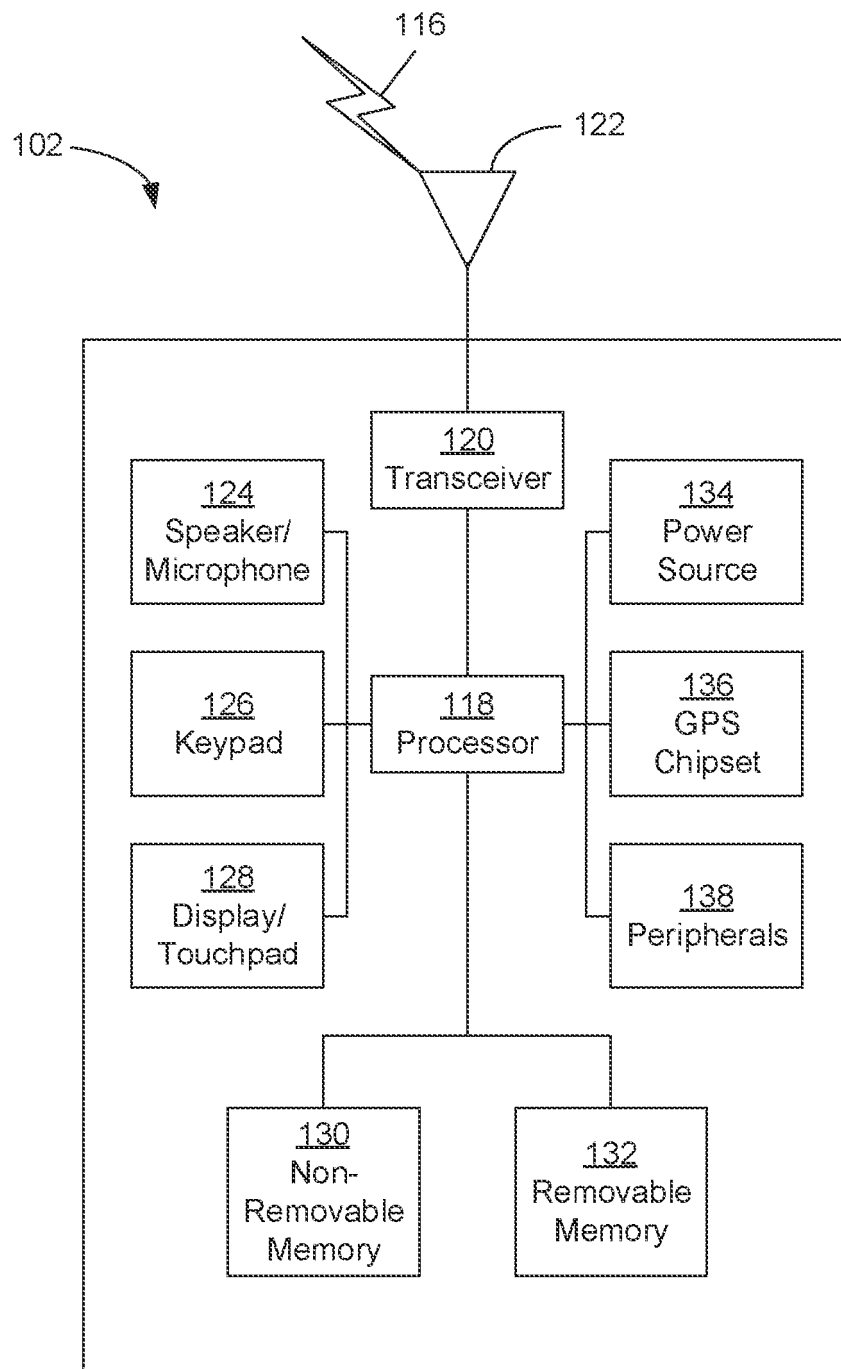 116
122
102
120
Transceiver
124
Speaker/
Microphone
134
Power
Source
126
Keypad
118
Processor
136
GPS
Chipset
128
Display/
Touchpad
138
Peripherals
130
Non-
Removable
Memory
132
Removable
Memory